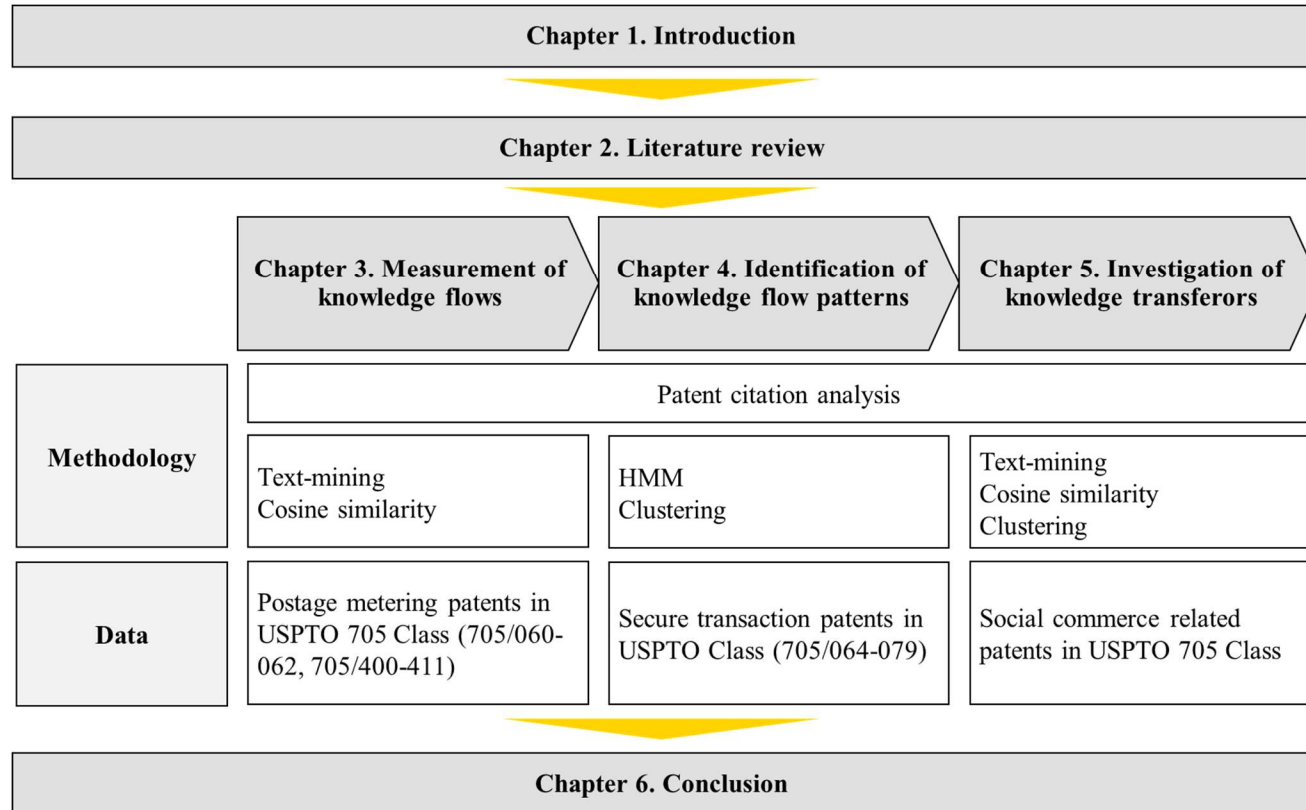 Chapter 1. Introduction
Chapter 2. Literature review
Chapter 3. Measurement of
knowledge flows
Chapter 4. Identification of
knowledge flow patterns
Chapter 5. Investigation of
knowledge transferors
Methodology
Patent citation analysis
Text-mining
Cosine similarity
HMM
Clustering
Text-mining
Cosine similarity
Clustering
Data
Postage metering patents in
USPTO 705 Class (705/060-
062, 705/400-411)
Secure transaction patents in
USPTO Class (705/064-079)
Social commerce related
patents in USPTO 705 Class
Chapter 6. Conclusion